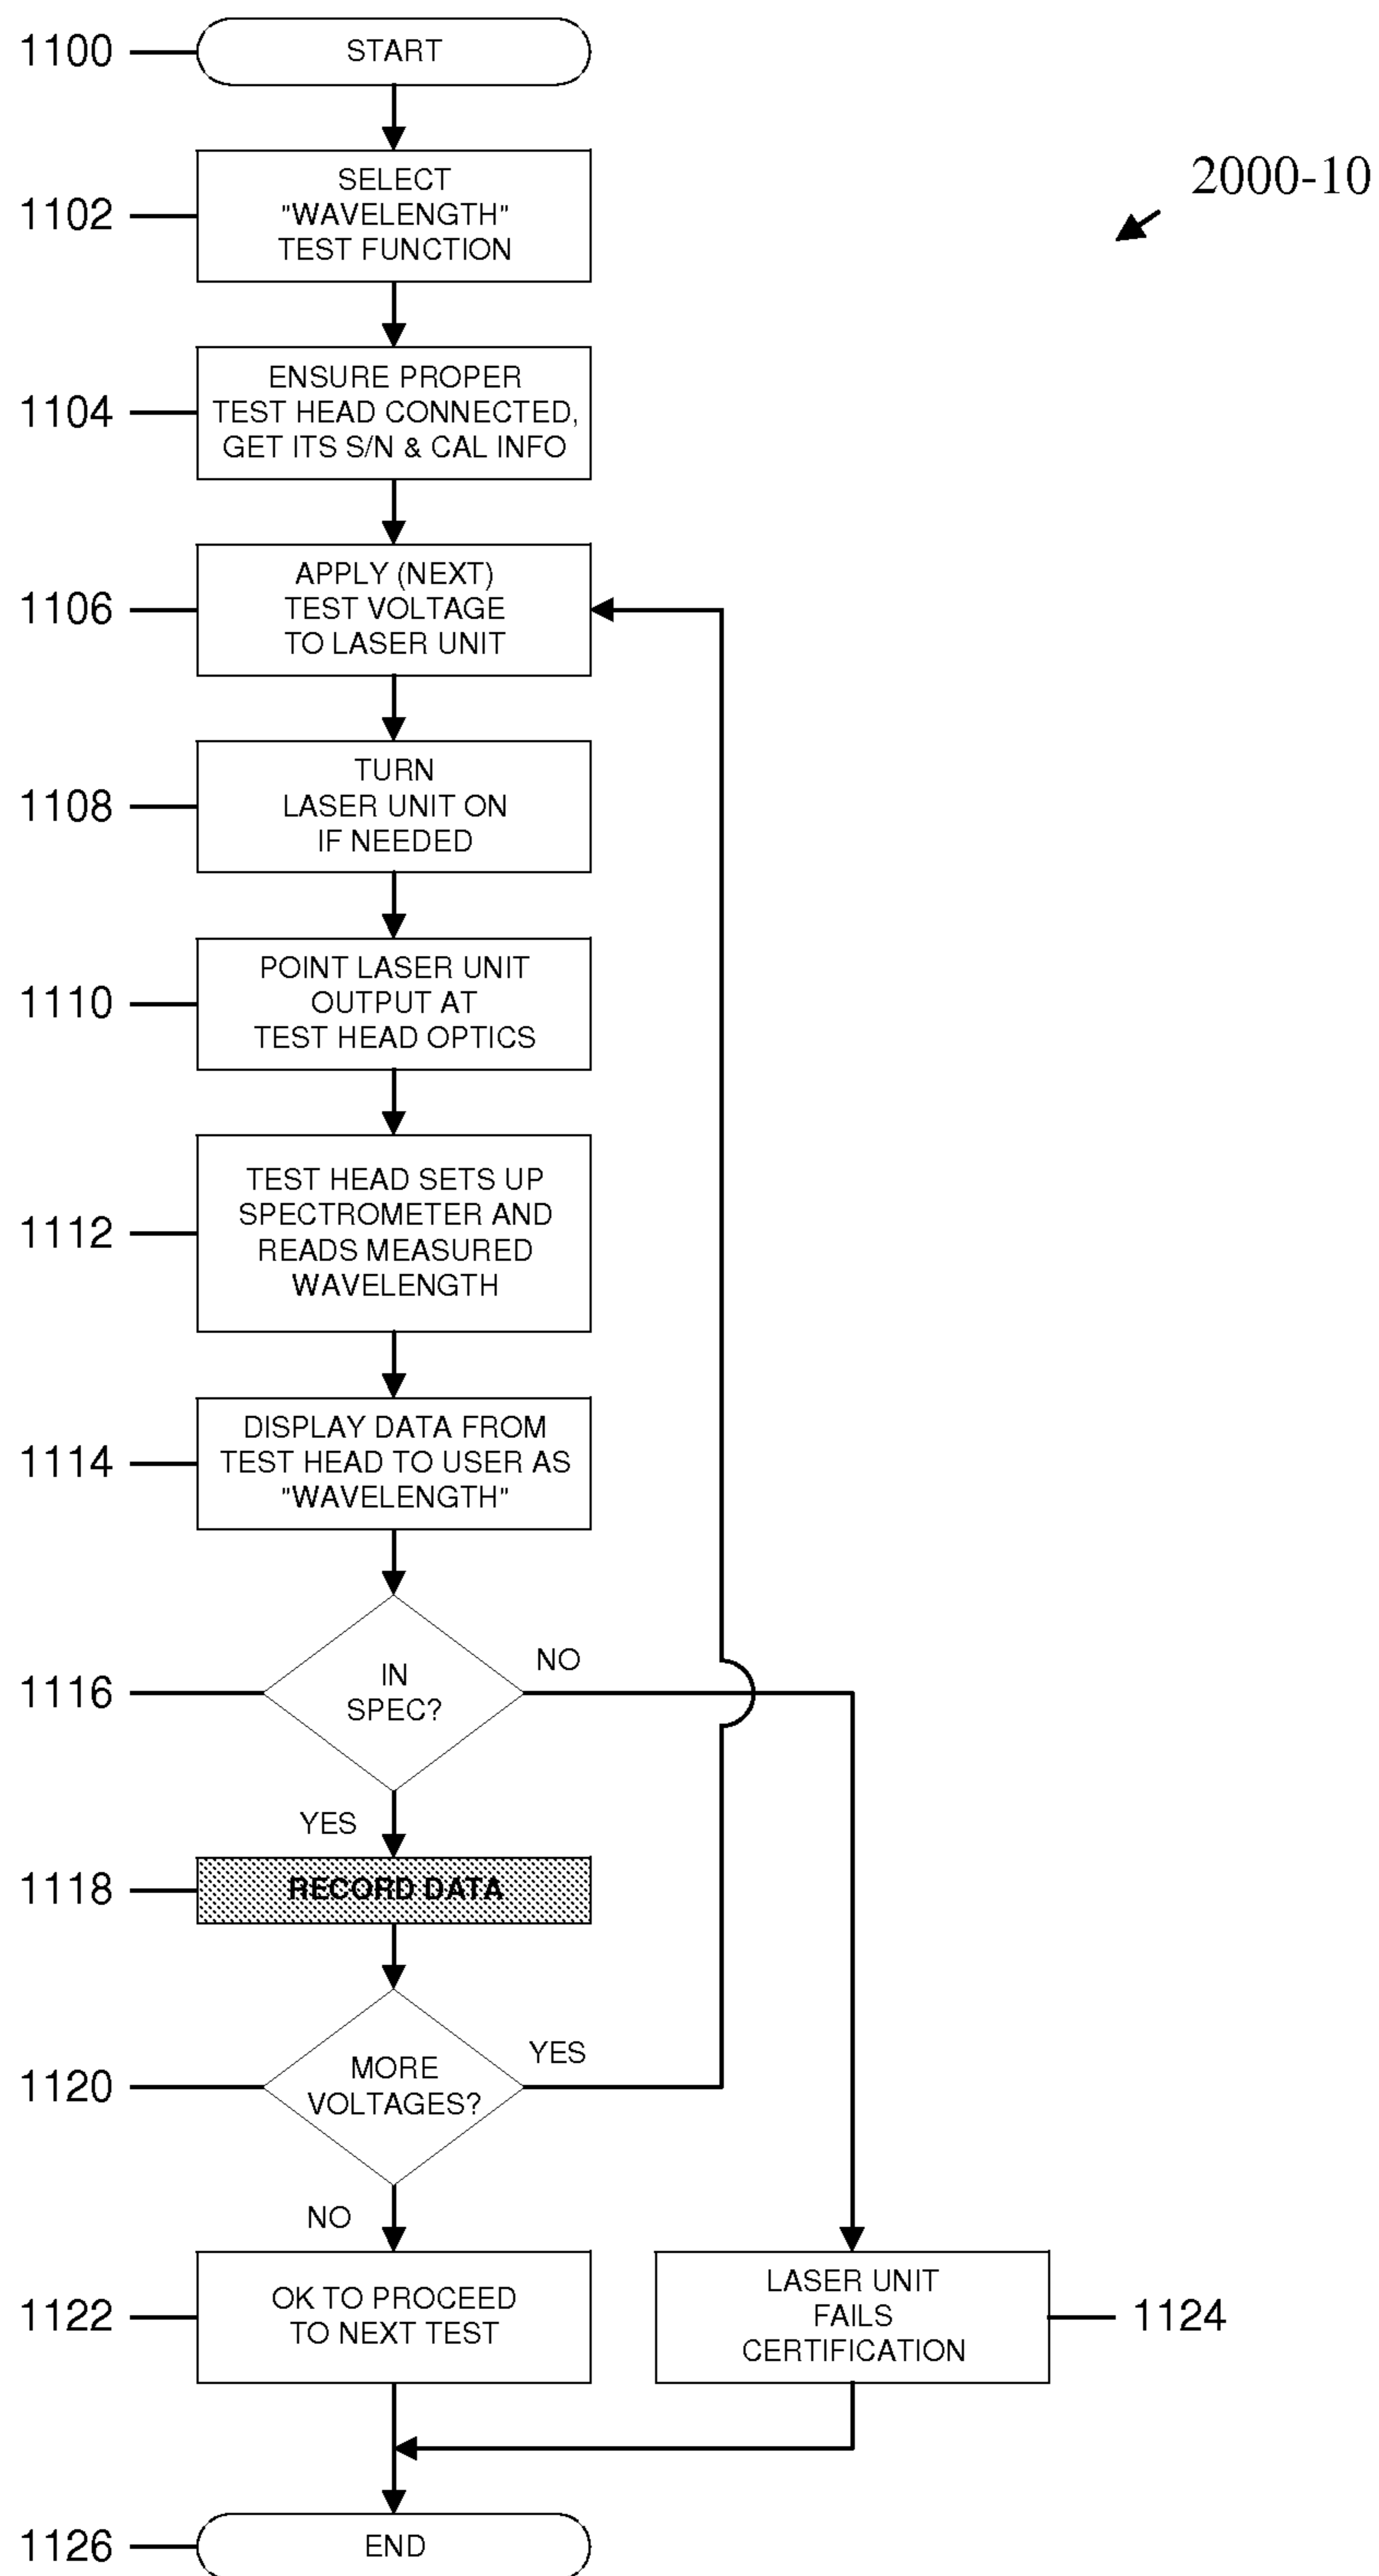 1100
START
2000-10
1102
SELECT
"WAVELENGTH"
TEST FUNCTION
1104
ENSURE PROPER
TEST HEAD CONNECTED,
GET ITS S/N & CAL INFO
1106
APPLY (NEXT)
TEST VOLTAGE
TO LASER UNIT
1108
TURN
LASER UNIT ON
IF NEEDED
1110
POINT LASER UNIT
OUTPUT AT
TEST HEAD OPTICS
1112
TEST HEAD SETS UP
SPECTROMETER AND
READS MEASURED
WAVELENGTH
1114
DISPLAY DATA FROM
TEST HEAD TO USER AS
"WAVELENGTH"
1116
IN
SPEC?
NO
YES
1118
RECORD DATA
1120
MORE
VOLTAGES?
YES
NO
1122
OK TO PROCEED
TO NEXT TEST
LASER UNIT
FAILS
CERTIFICATION
1124
1126
END